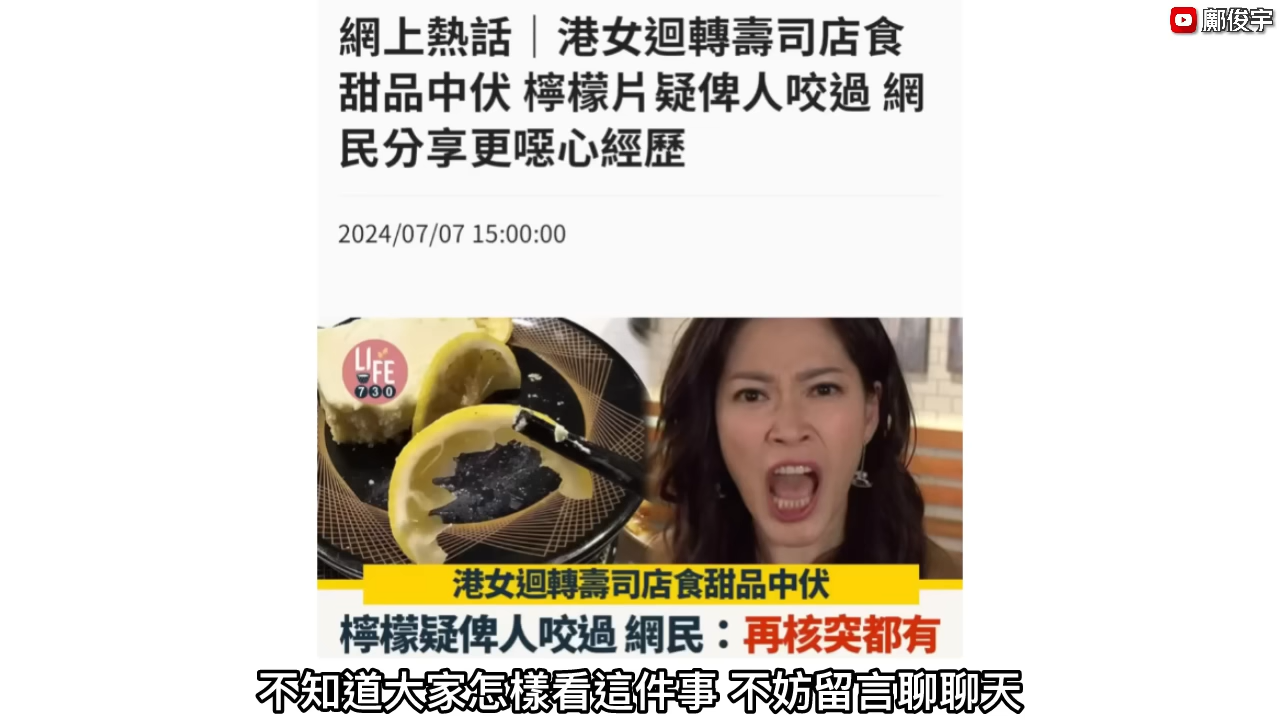 鄺俊宇
網上熱話｜港女迴轉壽司店食
甜品中伏 檸檬片疑俾人咬過 網
民分享更噁心經歷
2024/07/07 15:00:00
LIFE
730
港女迴轉壽司店食甜品中伏
檸檬疑俾人咬過 網民：再核突都有
不知道大家怎樣看這件事 不妨留言聊聊天